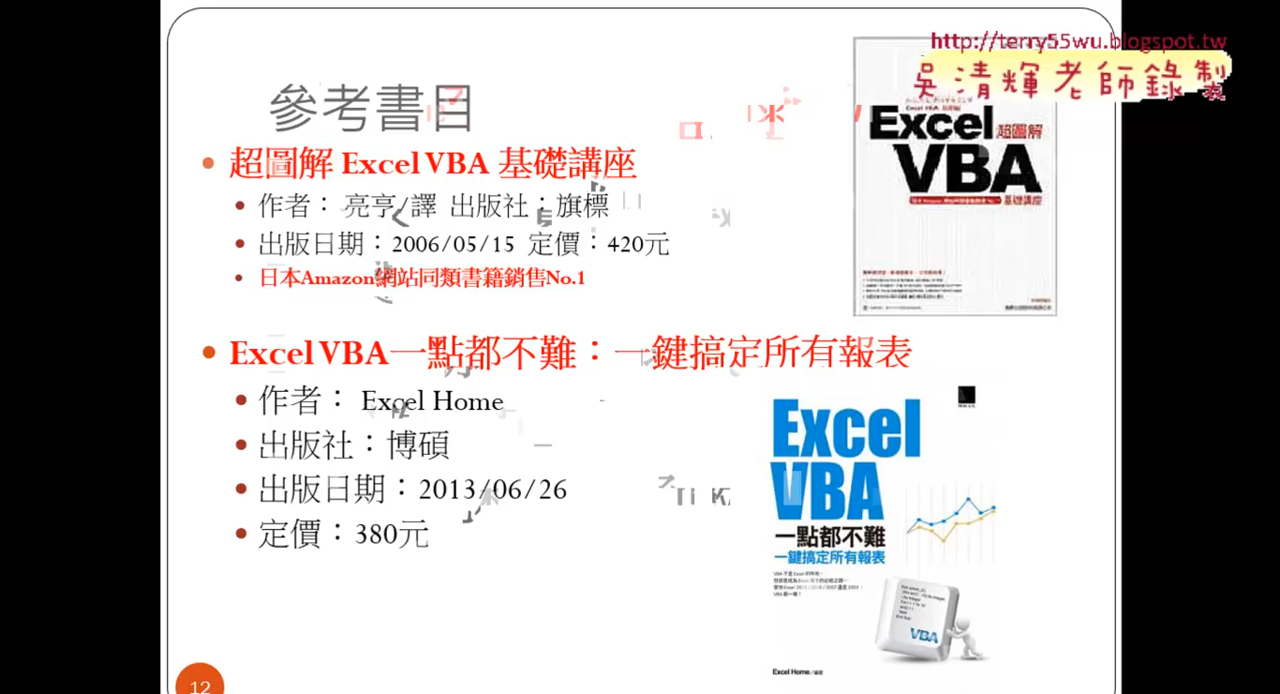 http://terry55wu.blogspot.tw
吳清輝老師錄製
參考書目
超圖解 Excel VBA 基礎講座
作者： 亮亨/譯 出版社：旗標
出版日期：2006/05/15 定價：420元
日本Amazon網站同類書籍銷售No.1
Excel 超圖解
VBA
基礎講座
Excel VBA一點都不難：一鍵搞定所有報表
作者： Excel Home
出版社：博碩
出版日期：2013/06/26
定價：380元
Excel
VBA
一點都不難
一鍵搞定所有報表
VBA
Excel Home
12